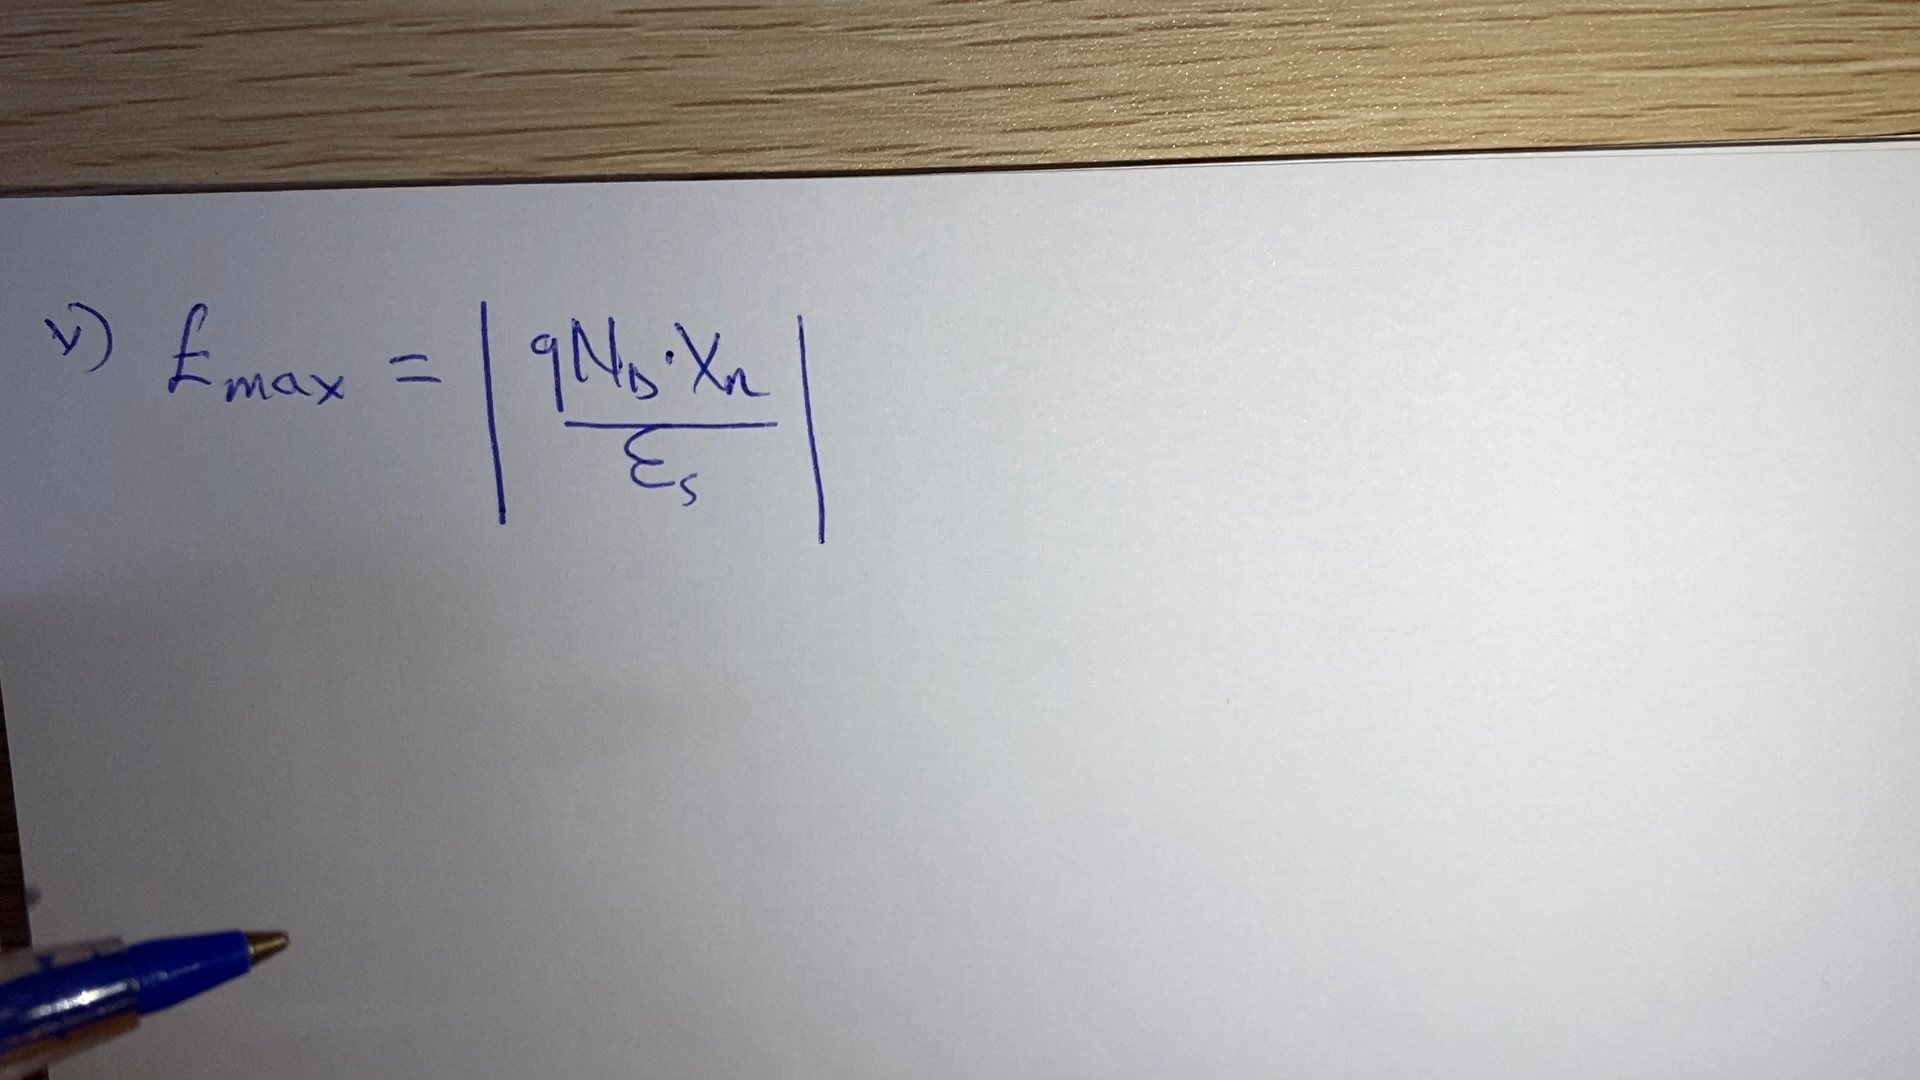 v) Emax = | qND·Xn / εs |